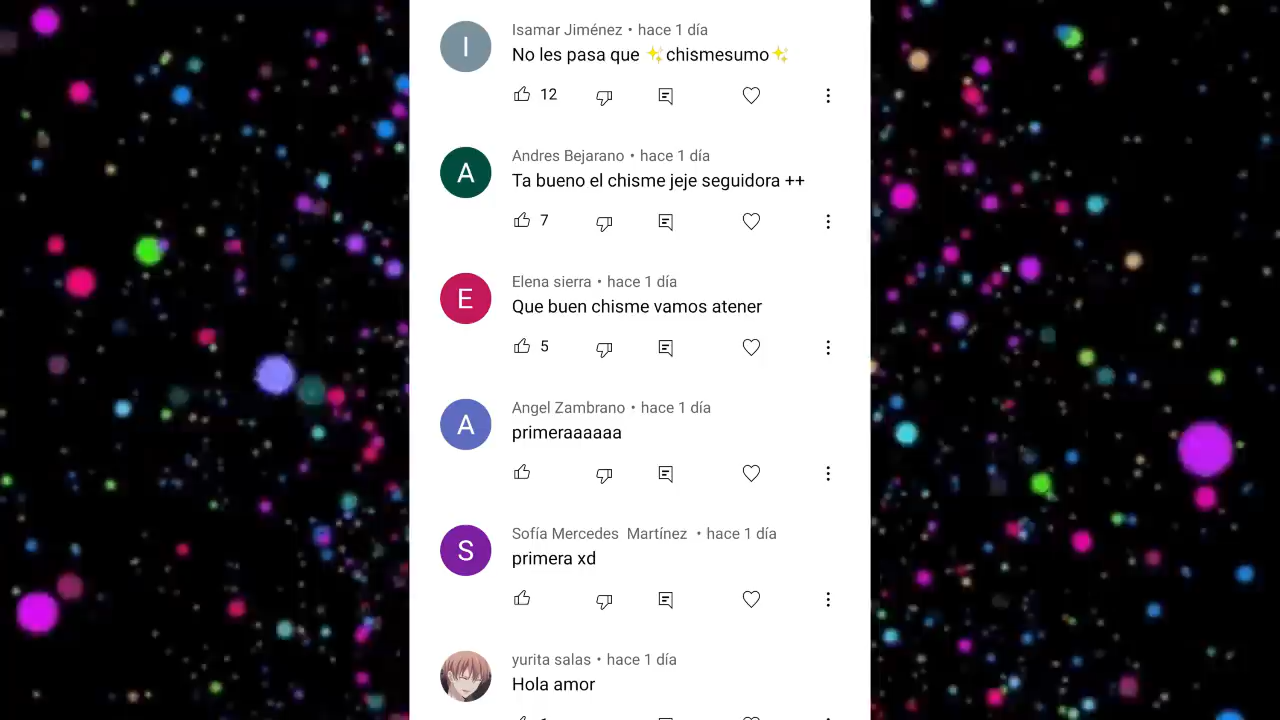 I
Isamar Jiménez • hace 1 día
No les pasa que ✨chismesumo✨
12
A
Andres Bejarano • hace 1 día
Ta bueno el chisme jeje seguidora ++
7
E
Elena sierra • hace 1 día
Que buen chisme vamos atener
5
A
Angel Zambrano • hace 1 día
primeraaaaaa
S
Sofía Mercedes  Martínez • hace 1 día
primera xd
yurita salas • hace 1 día
Hola amor